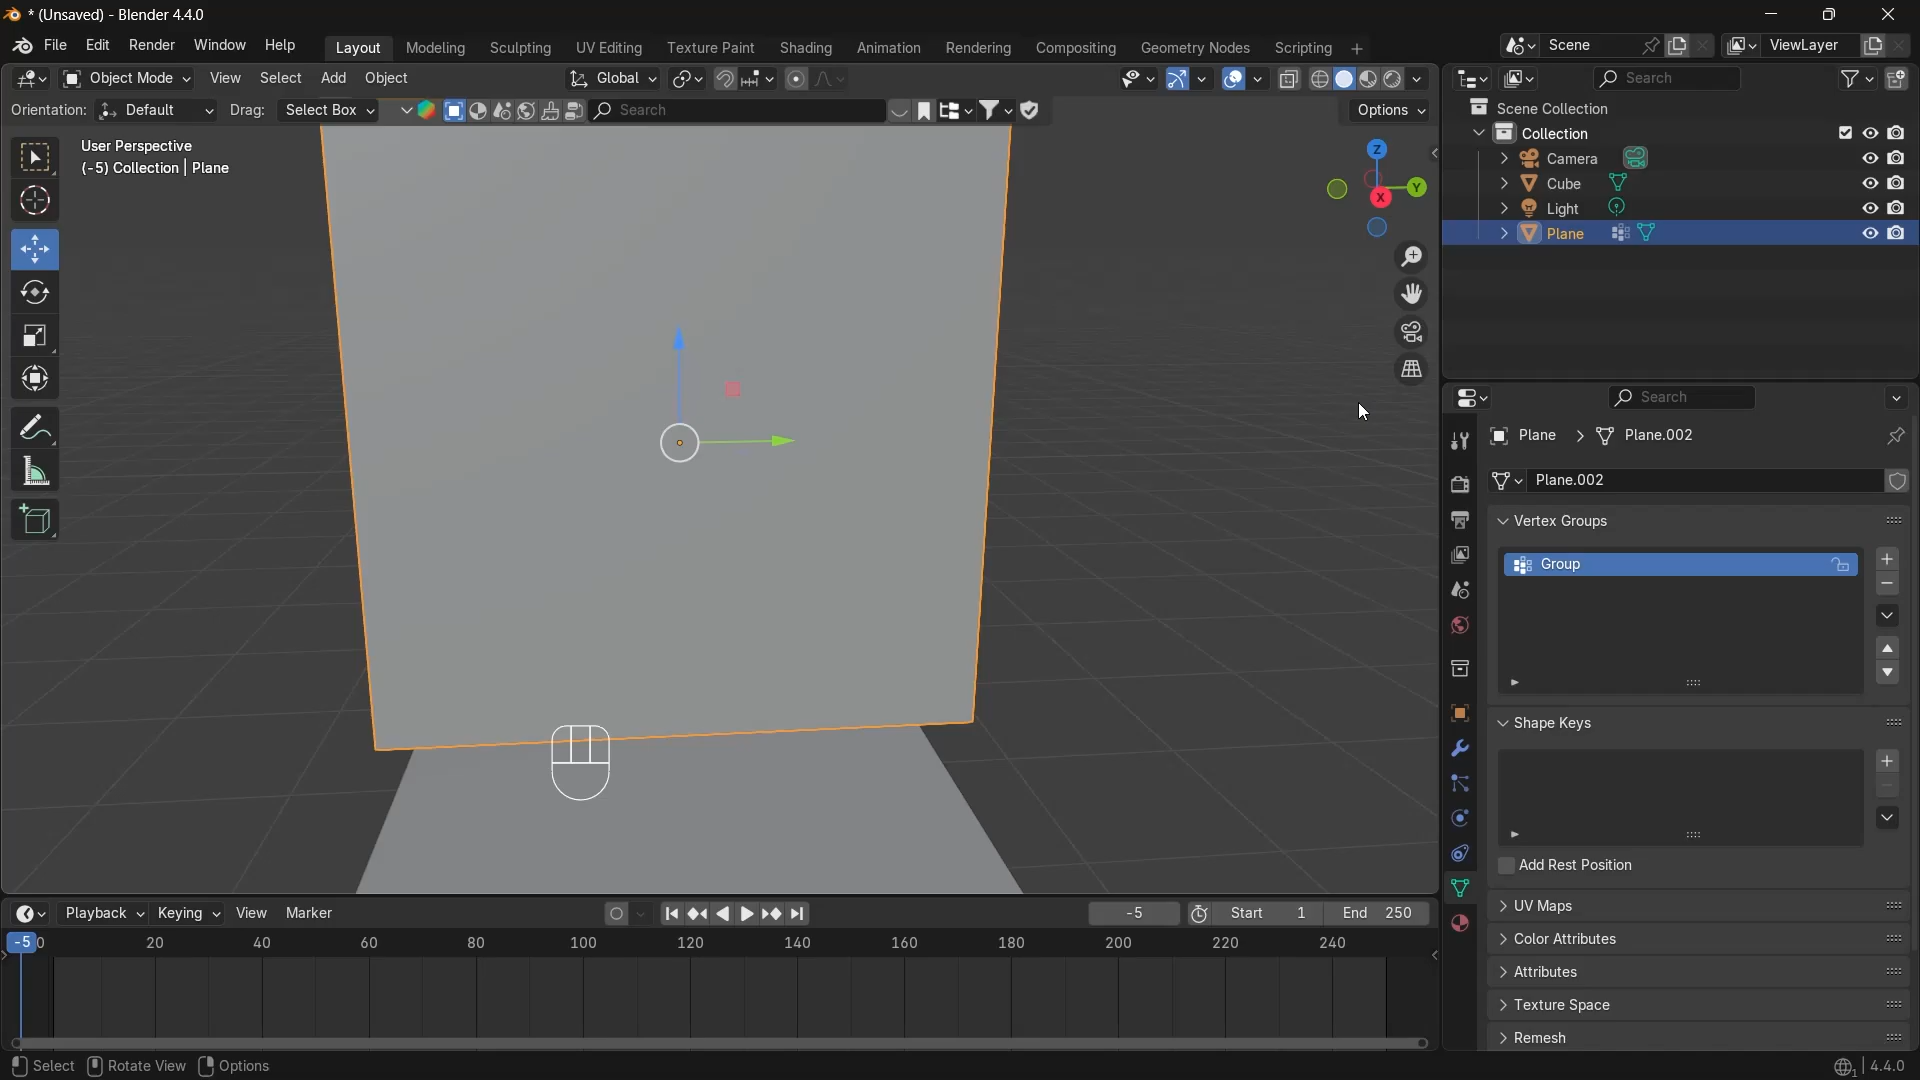 * (Unsaved) - Blender 4.4.0
File Edit Render Window Help
Layout Modeling Sculpting UV Editing Texture Paint Shading Animation Rendering Compositing Geometry Nodes Scripting +
Scene
ViewLayer
Object Mode View Select Add Object
Global
Search
Orientation: Default Drag: Select Box
Search
Options
User Perspective
(-5) Collection | Plane
Z
Y
X
Scene Collection
Collection
Camera
Cube
Light
Plane
Search
Plane > Plane.002
Plane.002
Vertex Groups
Group
Shape Keys
Add Rest Position
UV Maps
Color Attributes
Attributes
Texture Space
Remesh
Playback Keying View Marker
-5 Start 1 End 250
-5 0 20 40 60 80 100 120 140 160 180 200 220 240
Select Rotate View Options
4.4.0